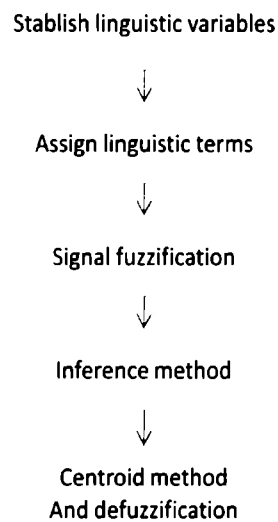 Stablish linguistic variables
Assign linguistic terms
Signal fuzzification
Inference method
Centroid method
And defuzzification